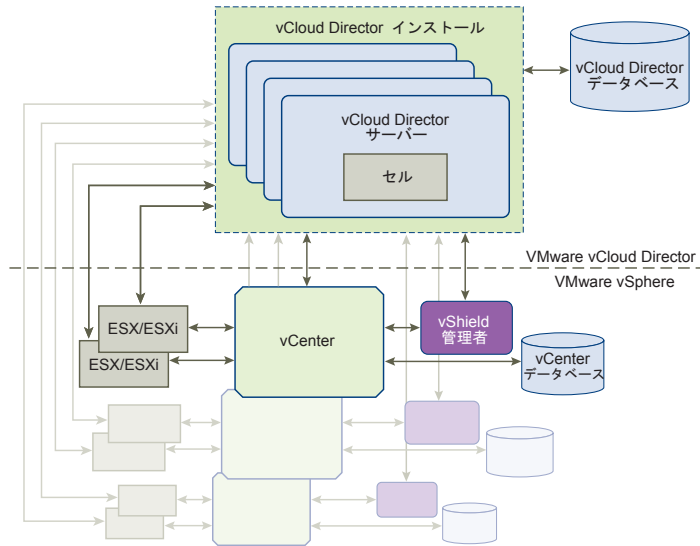 vCloud Director インストール
vCloud Director
データベース
vCloud Director
サーバー
セル
VMware vCloud Director
VMware vSphere
ESX/ESXi
ESX/ESXi
vCenter
vShield
管理者
vCenter
データベース